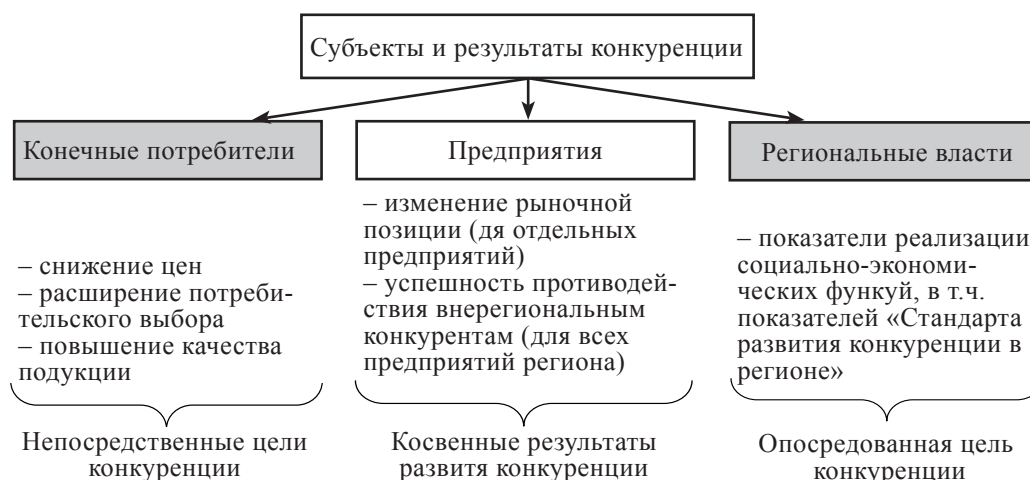 Субъекты и результаты конкуренции
Конечные потребители
Предприятия
Региональные власти
– снижение цен
– расширение потреби-
тельского выбора
– повышение качества
подукции
– изменение рыночной
позиции (дя отдельных
предприятий)
– успешность противодей-
ствия внерегиональным
конкурентам (для всех
предприятий региона)
– показатели реализации
социально-экономи-
ческих функуй, в т.ч.
показателей «Стандарта
развития конкуренции в
регионе»
Непосредственные цели
конкуренции
Косвенные результаты
развитя конкуренции
Опосредованная цель
конкуренции